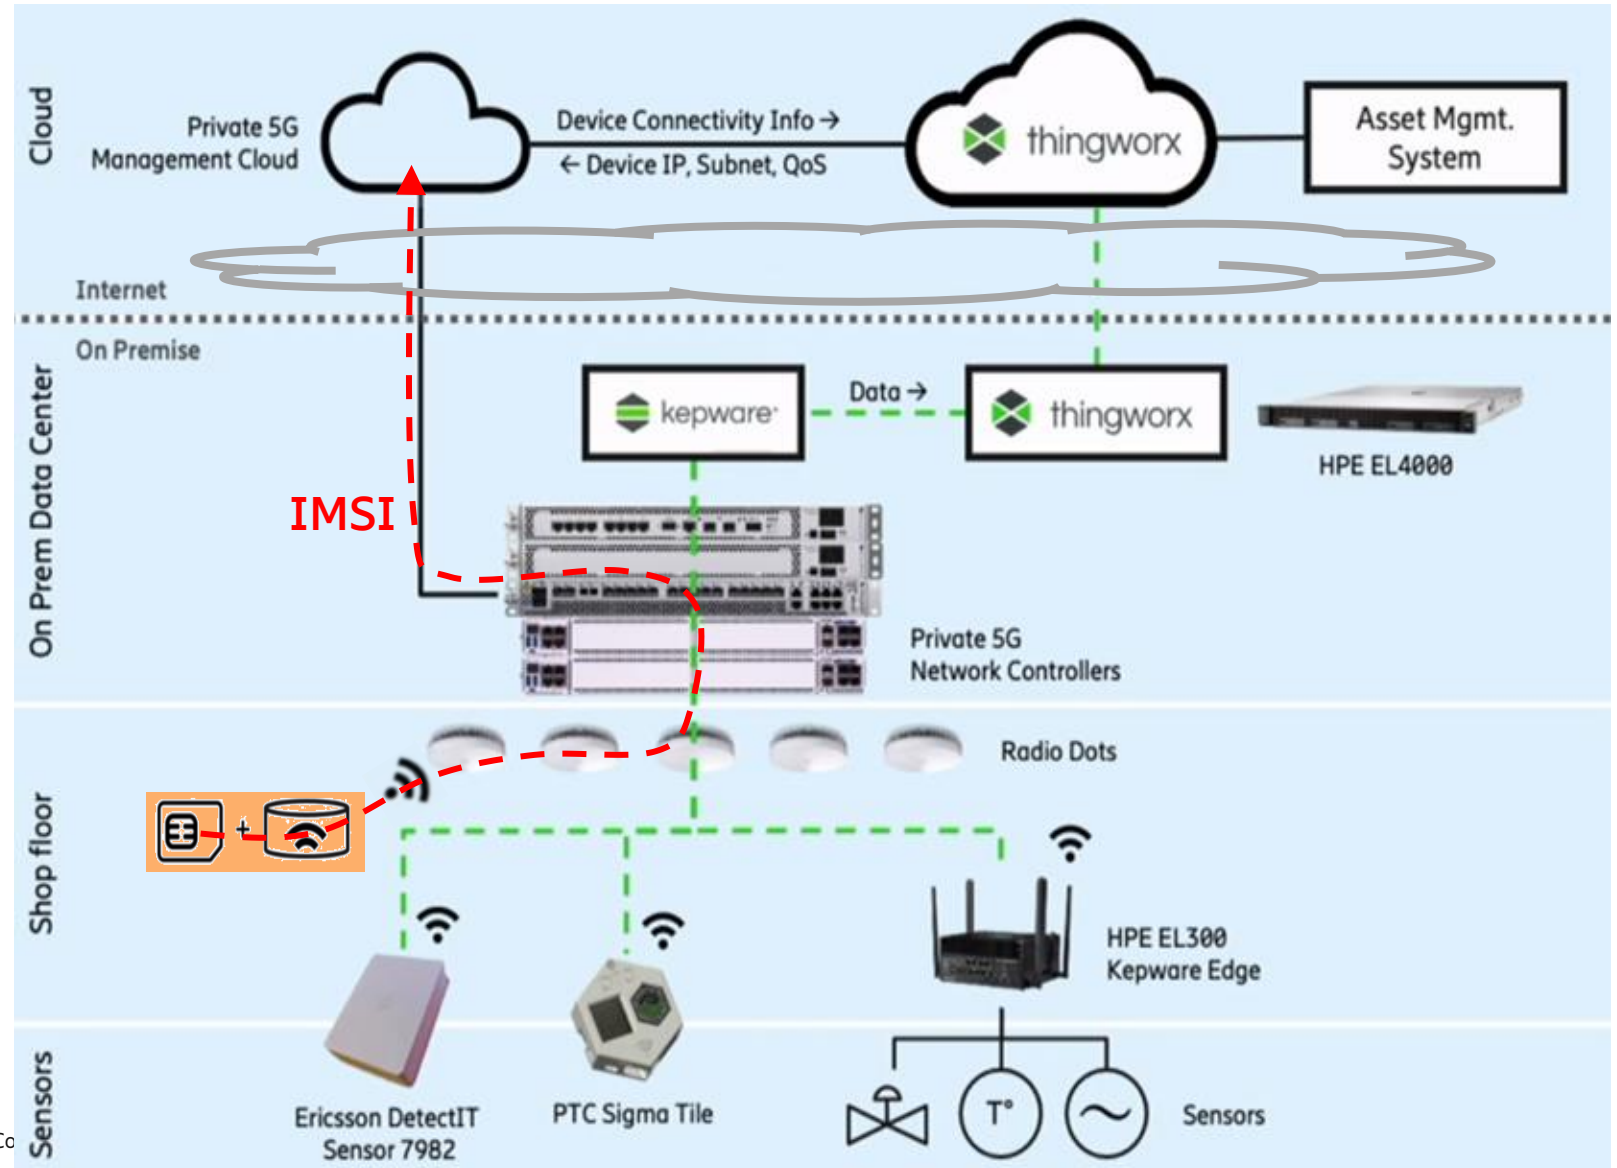 Cloud
Private 5G
Management Cloud
Device Connectivity Info →
← Device IP, Subnet, QoS
thingworx
Asset Mgmt.
System
Internet
On Premise
On Prem Data Center
kepware
Data →
thingworx
HPE EL4000
IMSI
Private 5G
Network Controllers
Radio Dots
Shop floor
+
HPE EL300
Kepware Edge
Sensors
Ericsson DetectIT
Sensor 7982
PTC Sigma Tile
T°
Sensors
Co